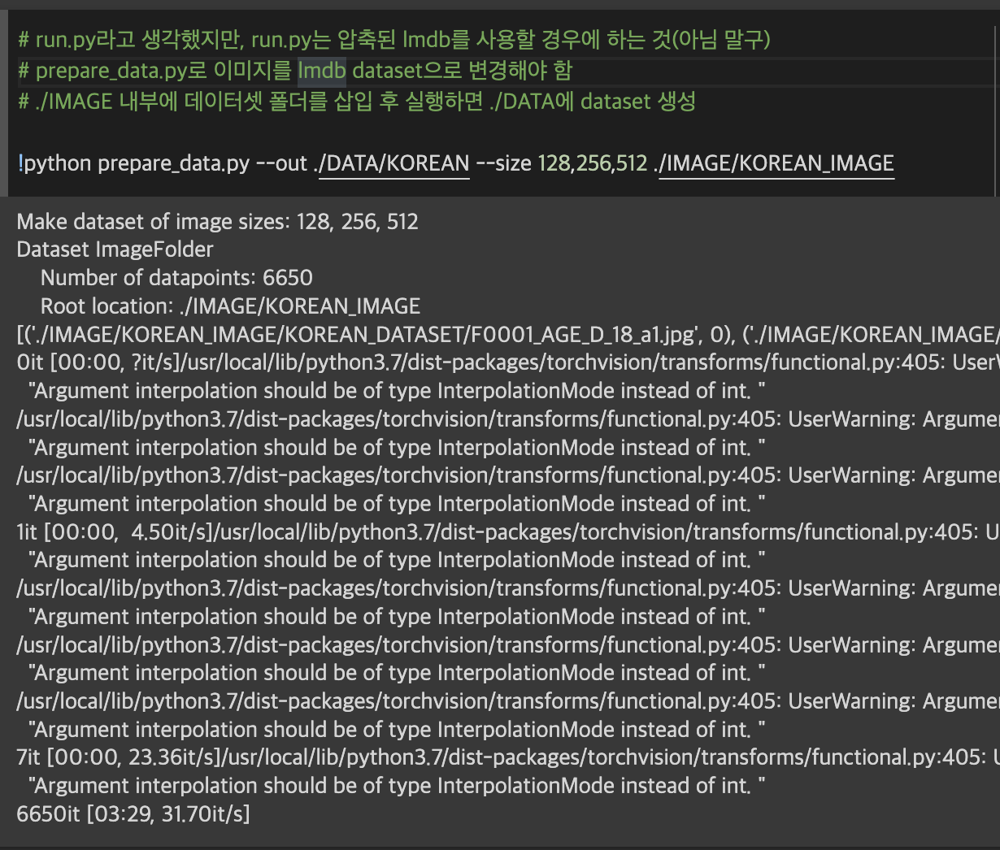 # run.py라고 생각했지만, run.py는 압축된 lmdb를 사용할 경우에 하는 것(아님 말구)
# prepare_data.py로 이미지를 lmdb dataset으로 변경해야 함
# ./IMAGE 내부에 데이터셋 폴더를 삽입 후 실행하면 ./DATA에 dataset 생성
!python prepare_data.py --out ./DATA/KOREAN --size 128,256,512 ./IMAGE/KOREAN_IMAGE
Make dataset of image sizes: 128, 256, 512
Dataset ImageFolder
Number of datapoints: 6650
Root location: ./IMAGE/KOREAN_IMAGE
[('./IMAGE/KOREAN_IMAGE/KOREAN_DATASET/F0001_AGE_D_18_a1.jpg', 0), ('./IMAGE/KOREAN_IMAGE/
0it [00:00, ?it/s]/usr/local/lib/python3.7/dist-packages/torchvision/transforms/functional.py:405: User
"Argument interpolation should be of type InterpolationMode instead of int. "
/usr/local/lib/python3.7/dist-packages/torchvision/transforms/functional.py:405: UserWarning: Argume
"Argument interpolation should be of type InterpolationMode instead of int. "
/usr/local/lib/python3.7/dist-packages/torchvision/transforms/functional.py:405: UserWarning: Argume
"Argument interpolation should be of type InterpolationMode instead of int. "
1it [00:00,  4.50it/s]/usr/local/lib/python3.7/dist-packages/torchvision/transforms/functional.py:405: U
"Argument interpolation should be of type InterpolationMode instead of int. "
/usr/local/lib/python3.7/dist-packages/torchvision/transforms/functional.py:405: UserWarning: Argume
"Argument interpolation should be of type InterpolationMode instead of int. "
/usr/local/lib/python3.7/dist-packages/torchvision/transforms/functional.py:405: UserWarning: Argume
"Argument interpolation should be of type InterpolationMode instead of int. "
/usr/local/lib/python3.7/dist-packages/torchvision/transforms/functional.py:405: UserWarning: Argume
"Argument interpolation should be of type InterpolationMode instead of int. "
7it [00:00, 23.36it/s]/usr/local/lib/python3.7/dist-packages/torchvision/transforms/functional.py:405: U
"Argument interpolation should be of type InterpolationMode instead of int. "
6650it [03:29, 31.70it/s]